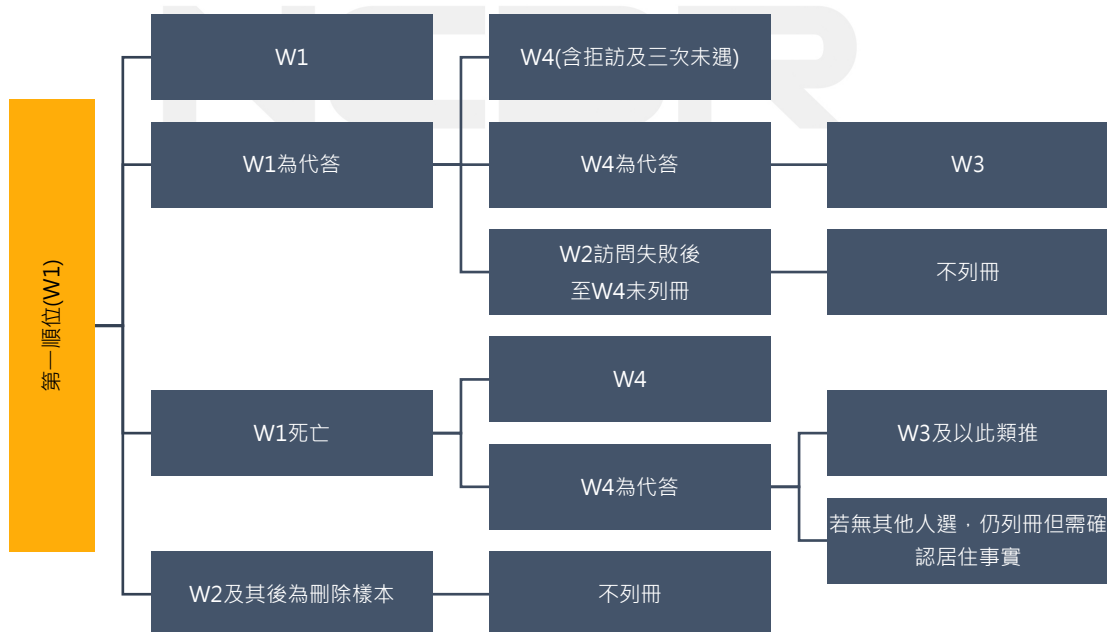 NCDR
W1
W4(含拒訪及三次未遇)
W1為代答
W4為代答
W3
W2訪問失敗後
至W4未列冊
不列冊
第一順位(W1)
W4
W1死亡
W3及以此類推
W4為代答
若無其他人選，仍列冊但需確
認居住事實
W2及其後為刪除樣本
不列冊